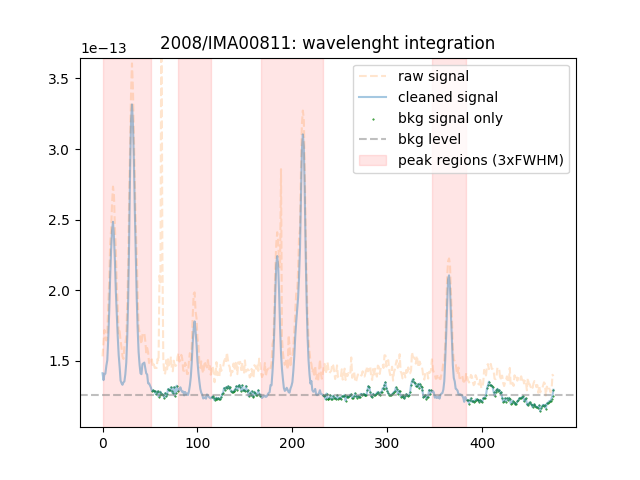 2008/IMA00811: wavelenght integration
1e−13
raw signal
cleaned signal
bkg signal only
bkg level
peak regions (3xFWHM)
3.5
3.0
2.5
2.0
1.5
0 100 200 300 400